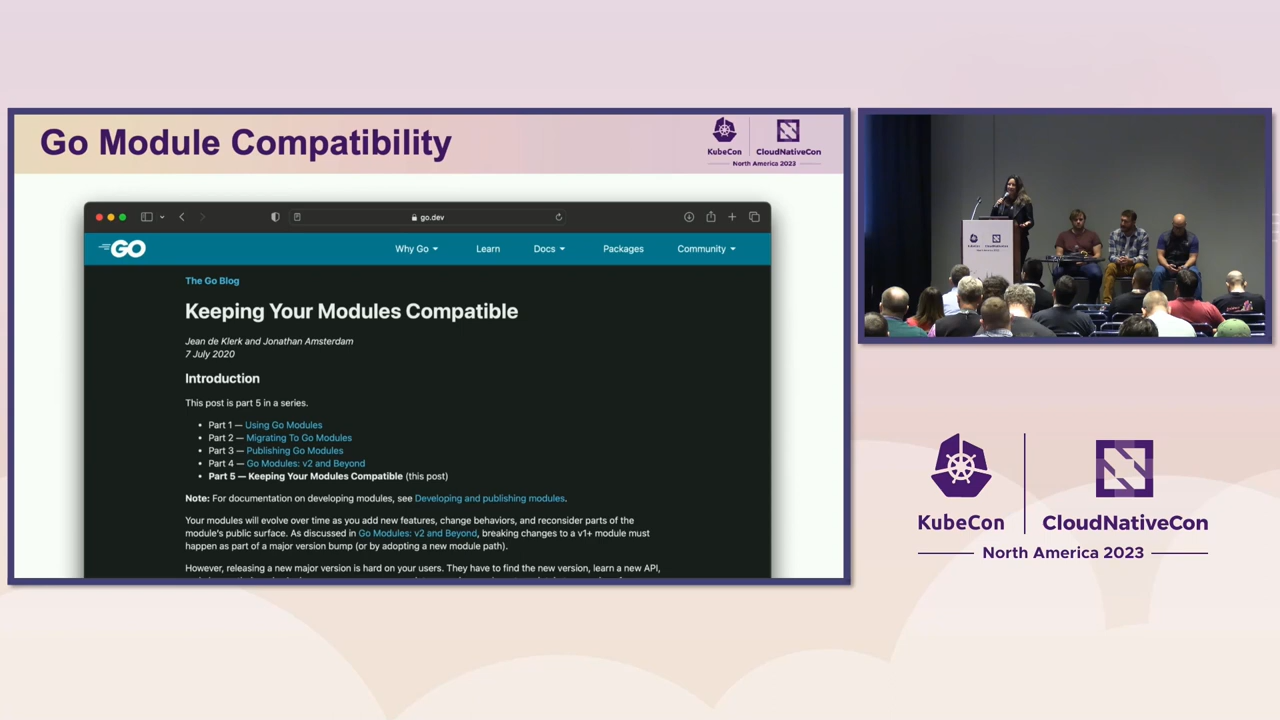 Go Module Compatibility
KubeCon
CloudNativeCon
North America 2023
go.dev
GO
Why Go
Learn
Docs
Packages
Community
The Go Blog
Keeping Your Modules Compatible
Jean de Klerk and Jonathan Amsterdam
7 July 2020
Introduction
This post is part 5 in a series.
• Part 1 — Using Go Modules
• Part 2 — Migrating To Go Modules
• Part 3 — Publishing Go Modules
• Part 4 — Go Modules: v2 and Beyond
• Part 5 — Keeping Your Modules Compatible (this post)
Note: For documentation on developing modules, see Developing and publishing modules.
Your modules will evolve over time as you add new features, change behaviors, and reconsider parts of the
module's public surface. As discussed in Go Modules: v2 and Beyond, breaking changes to a v1+ module must
happen as part of a major version bump (or by adopting a new module path).
However, releasing a new major version is hard on your users. They have to find the new version, learn a new API,
KubeCon
CloudNativeCon
KubeCon
CloudNativeCon
North America 2023